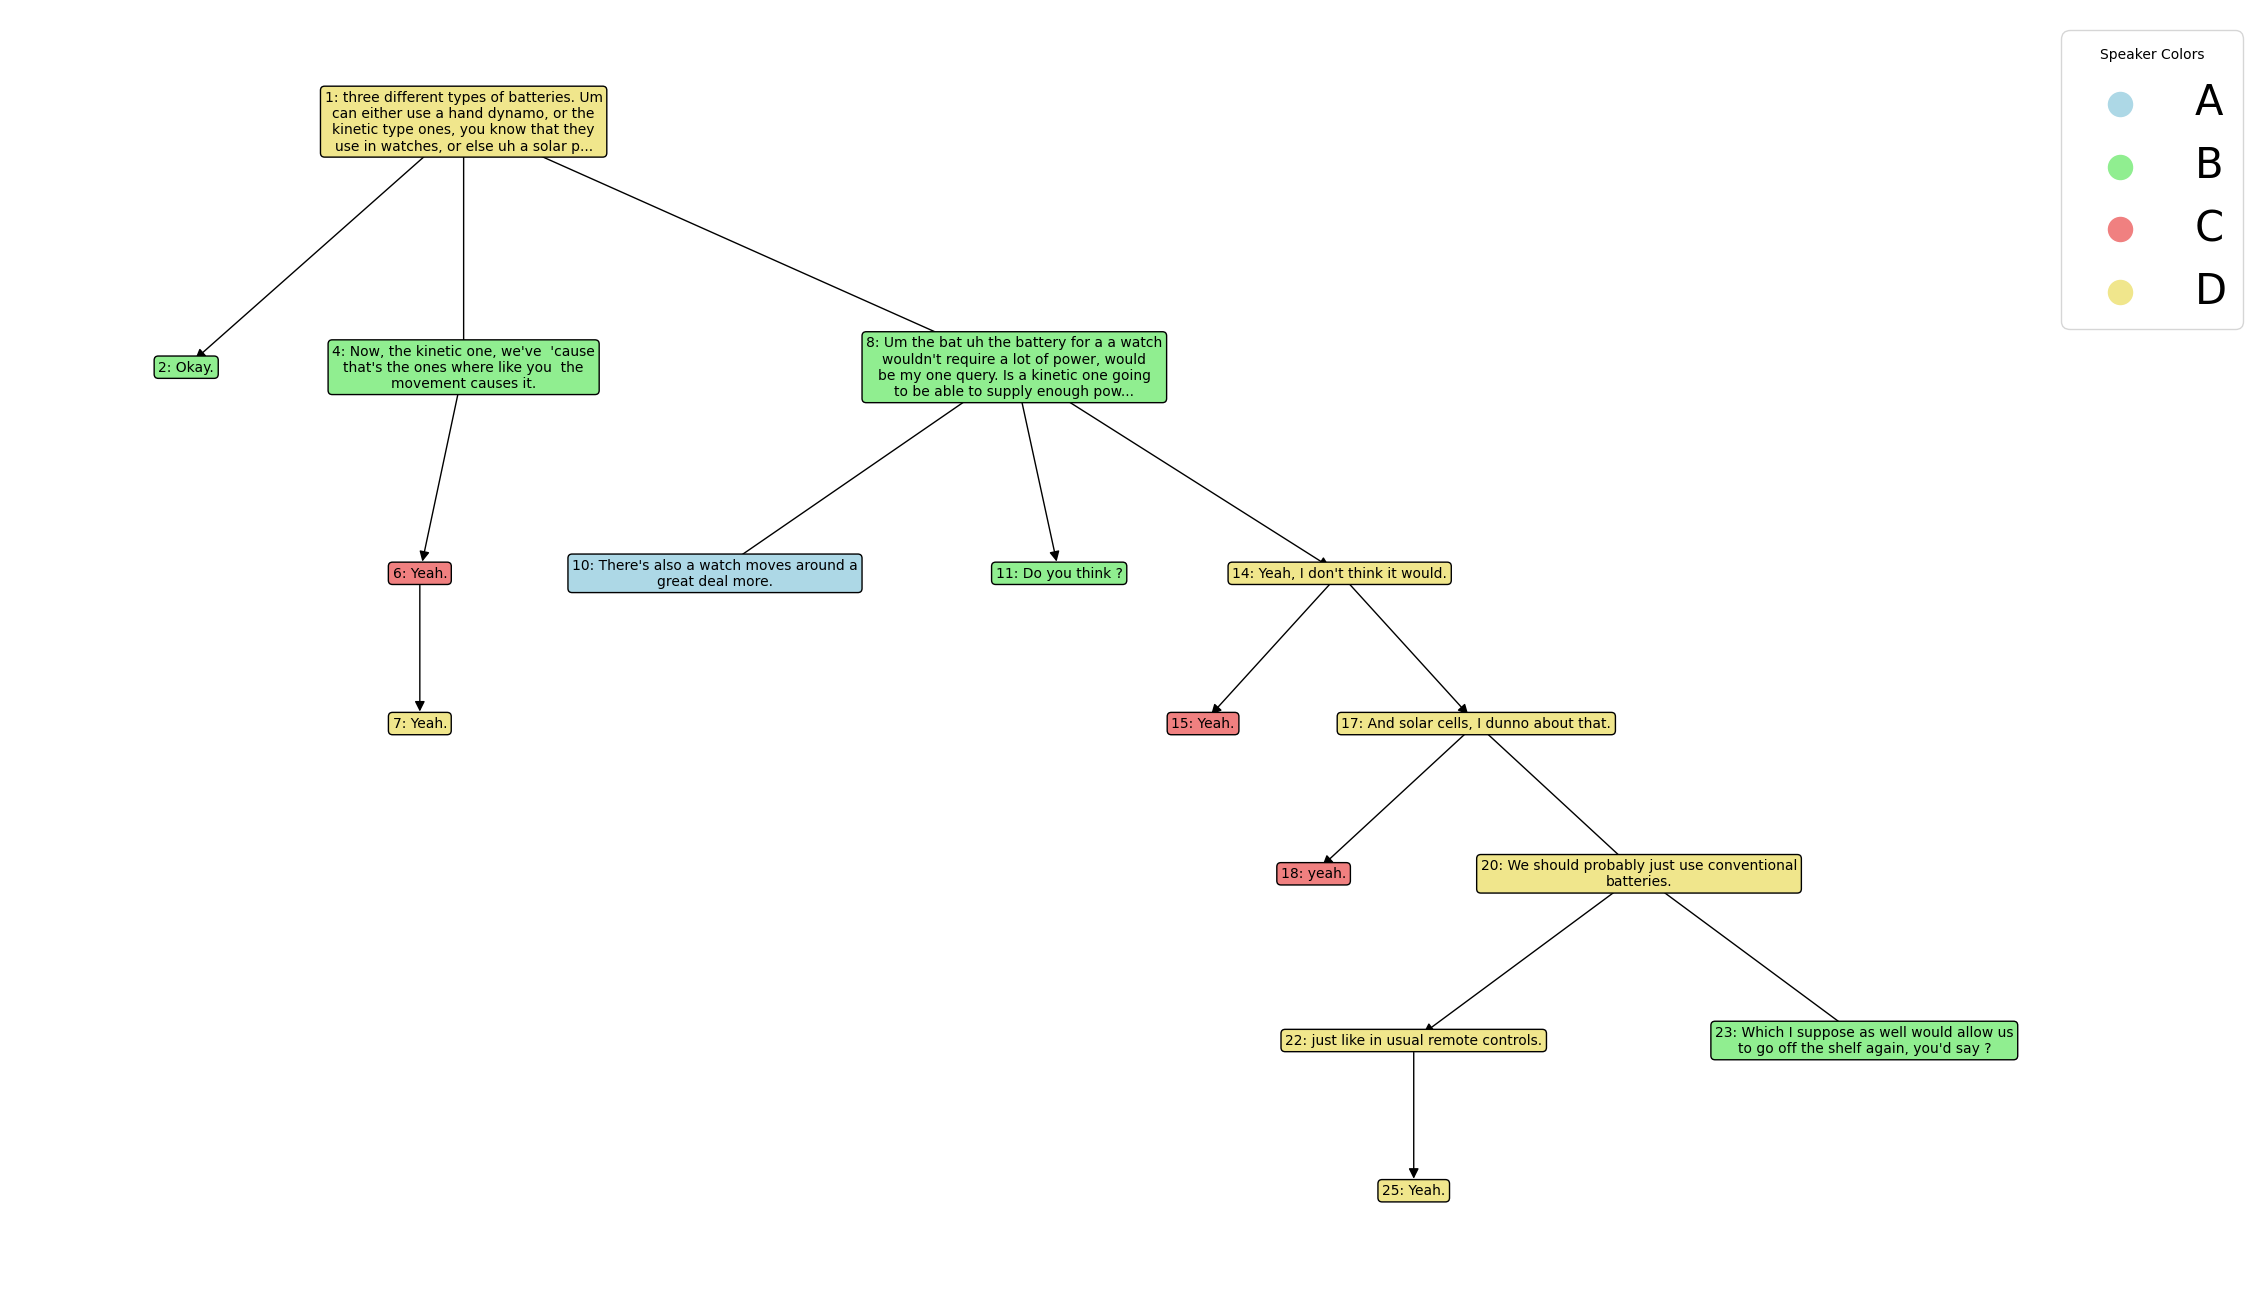 Speaker Colors
A
B
C
D
1: three different types of batteries. Um
can either use a hand dynamo, or the
kinetic type ones, you know that they
use in watches, or else uh a solar p...
2: Okay.
4: Now, the kinetic one, we've  'cause
that's the ones where like you  the
movement causes it.
8: Um the bat uh the battery for a a watch
wouldn't require a lot of power, would
be my one query. Is a kinetic one going
to be able to supply enough pow...
6: Yeah.
10: There's also a watch moves around a
great deal more.
11: Do you think ?
14: Yeah, I don't think it would.
7: Yeah.
15: Yeah.
17: And solar cells, I dunno about that.
18: yeah.
20: We should probably just use conventional
batteries.
22: just like in usual remote controls.
23: Which I suppose as well would allow us
to go off the shelf again, you'd say ?
25: Yeah.